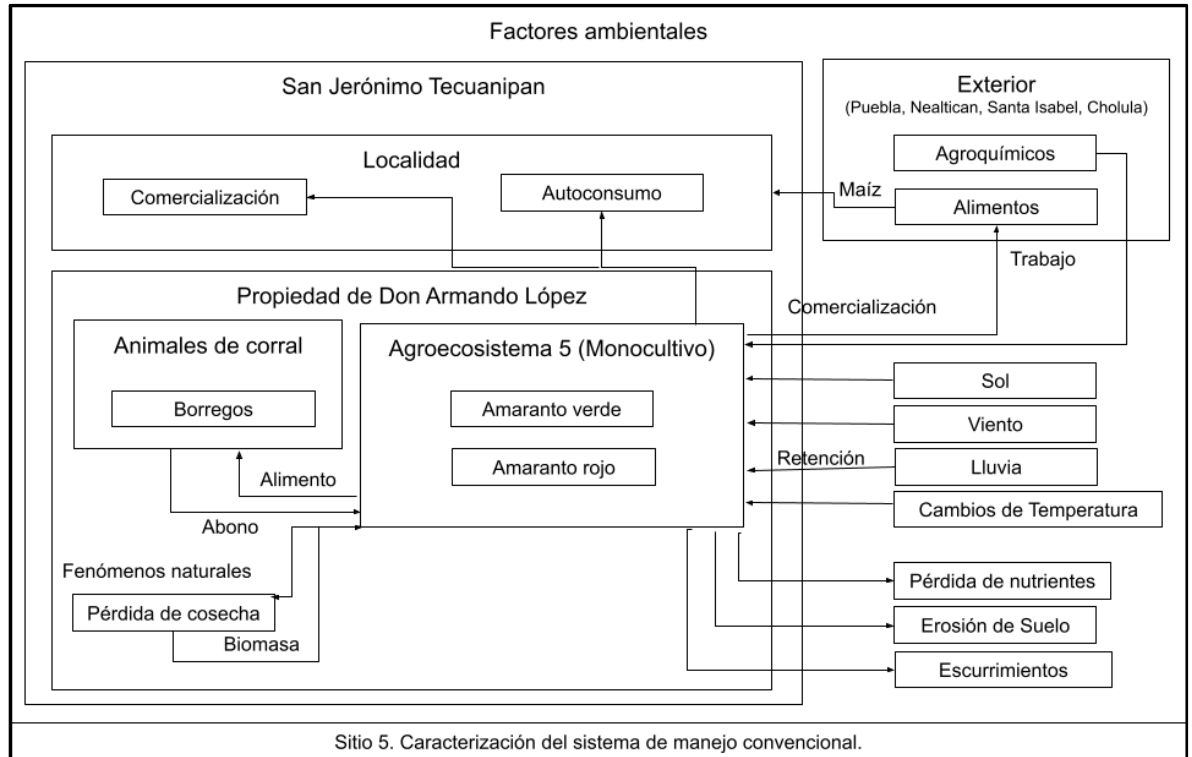 Factores ambientales
San Jerónimo Tecuanipan
Localidad
Comercialización
Autoconsumo
Exterior
(Puebla, Nealtican, Santa Isabel, Cholula)
Agroquímicos
Maíz
Alimentos
Trabajo
Comercialización
Propiedad de Don Armando López
Animales de corral
Borregos
Alimento
Abono
Fenómenos naturales
Pérdida de cosecha
Biomasa
Agroecosistema 5 (Monocultivo)
Amaranto verde
Amaranto rojo
Sol
Viento
Retención
Lluvia
Cambios de Temperatura
Pérdida de nutrientes
Erosión de Suelo
Escurrimientos
Sitio 5. Caracterización del sistema de manejo convencional.